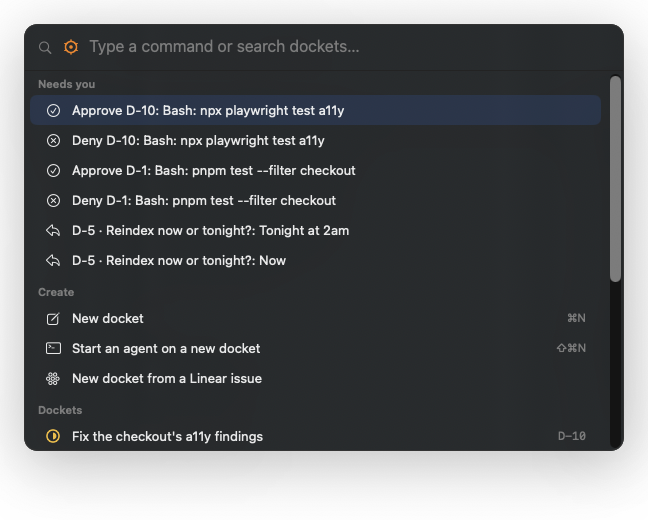 Type a command or search dockets...
Needs you
Approve D-10: Bash: npx playwright test a11y
Deny D-10: Bash: npx playwright test a11y
Approve D-1: Bash: pnpm test --filter checkout
Deny D-1: Bash: pnpm test --filter checkout
D-5 · Reindex now or tonight?: Tonight at 2am
D-5 · Reindex now or tonight?: Now
Create
New docket ⌘N
Start an agent on a new docket ⇧⌘N
New docket from a Linear issue
Dockets
Fix the checkout's a11y findings D-10